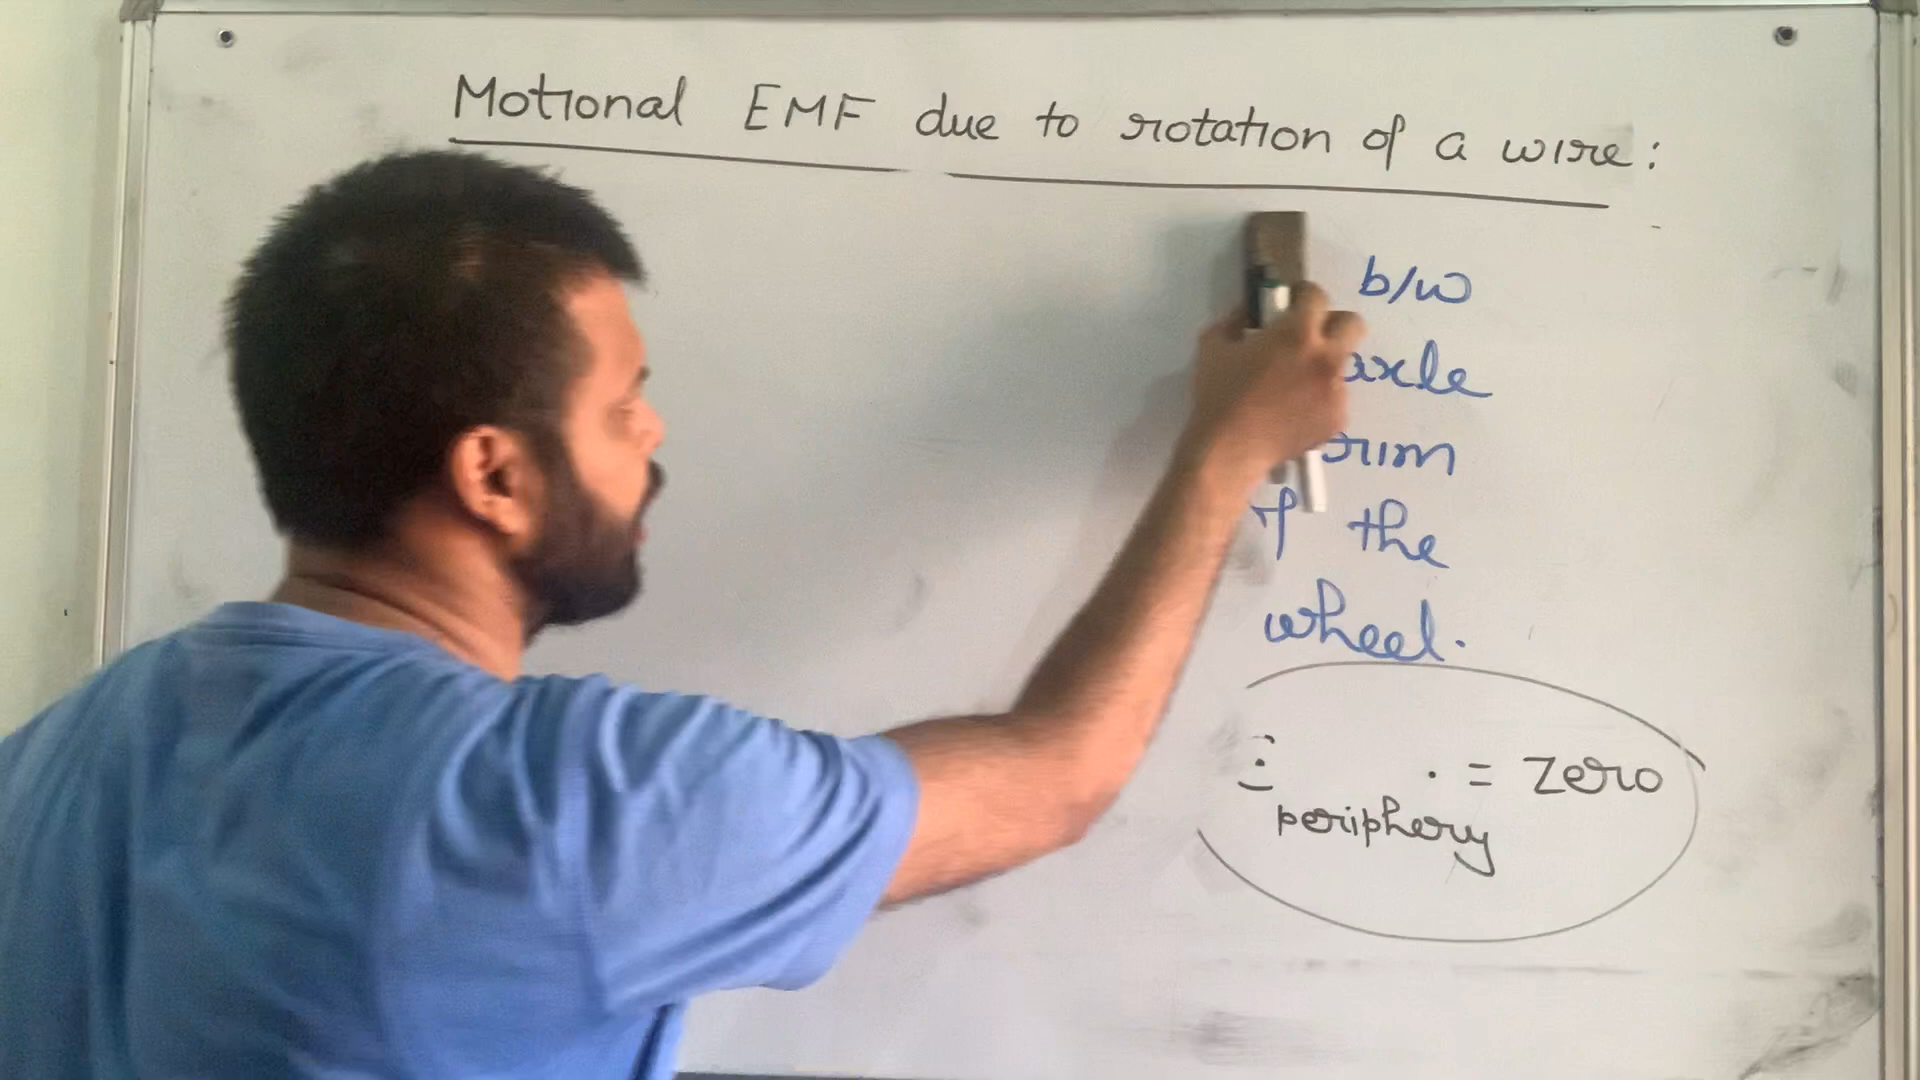 Motional EMF due to rotation of a wire:
b/w
axle
rim
the
wheel.
= zero
periphery